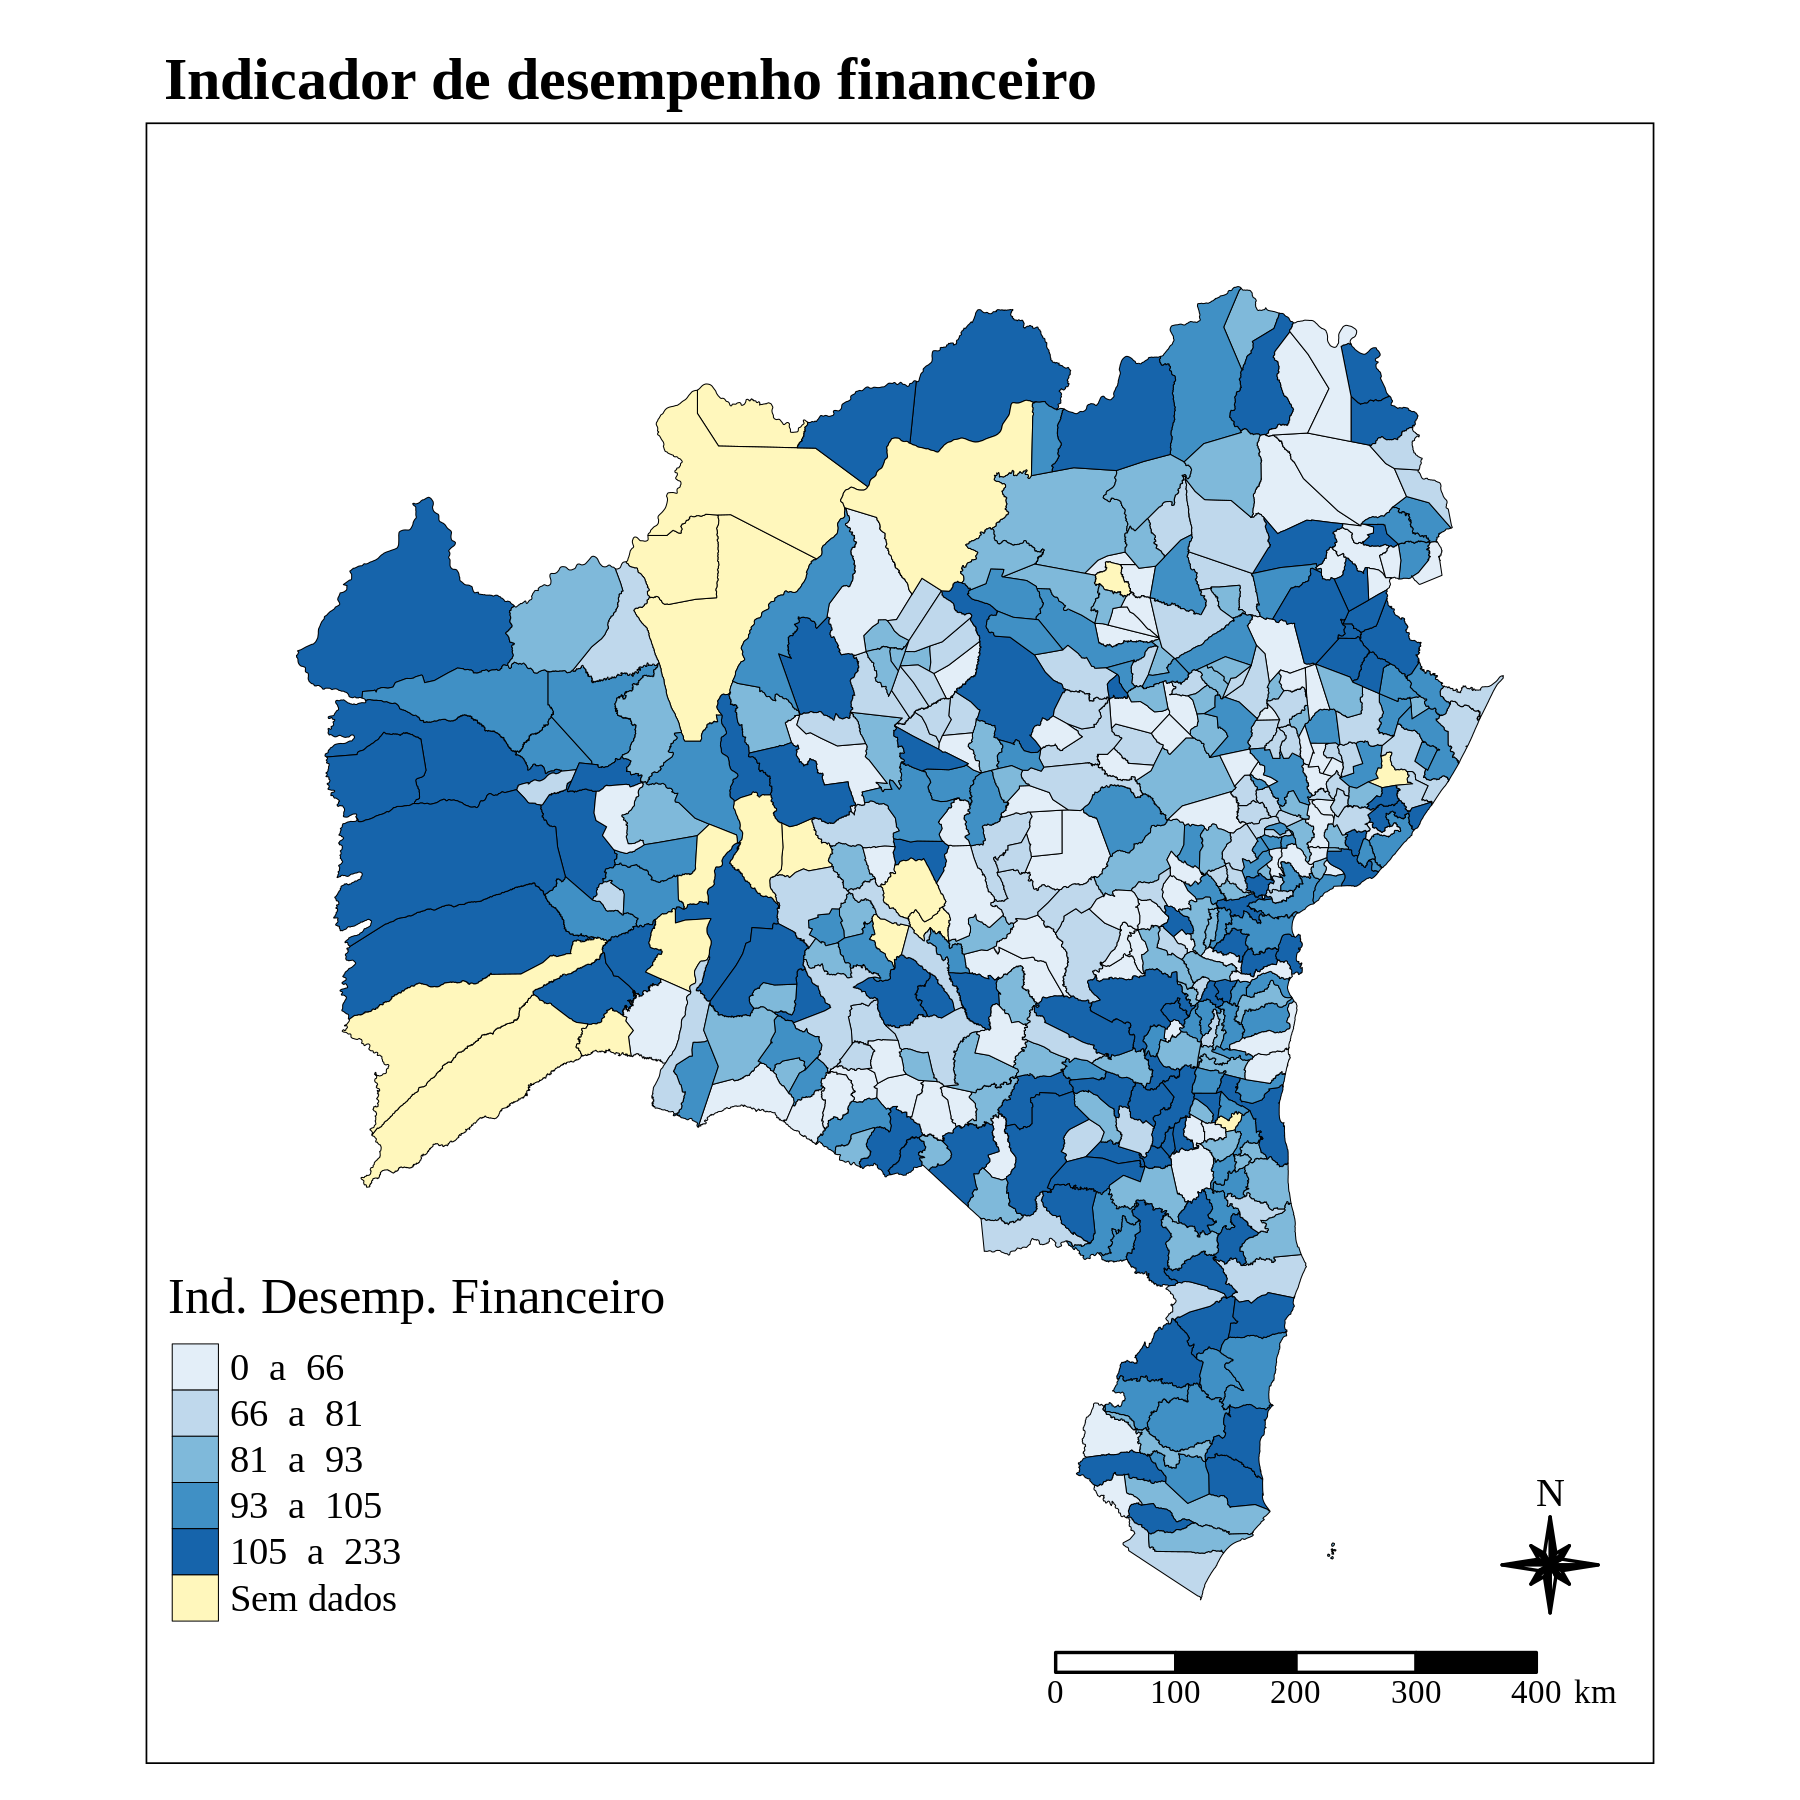 Indicador de desempenho financeiro
Ind. Desemp. Financeiro
0 a 66
66 a 81
81 a 93
93 a 105
105 a 233
Sem dados
N
0 100 200 300 400 km